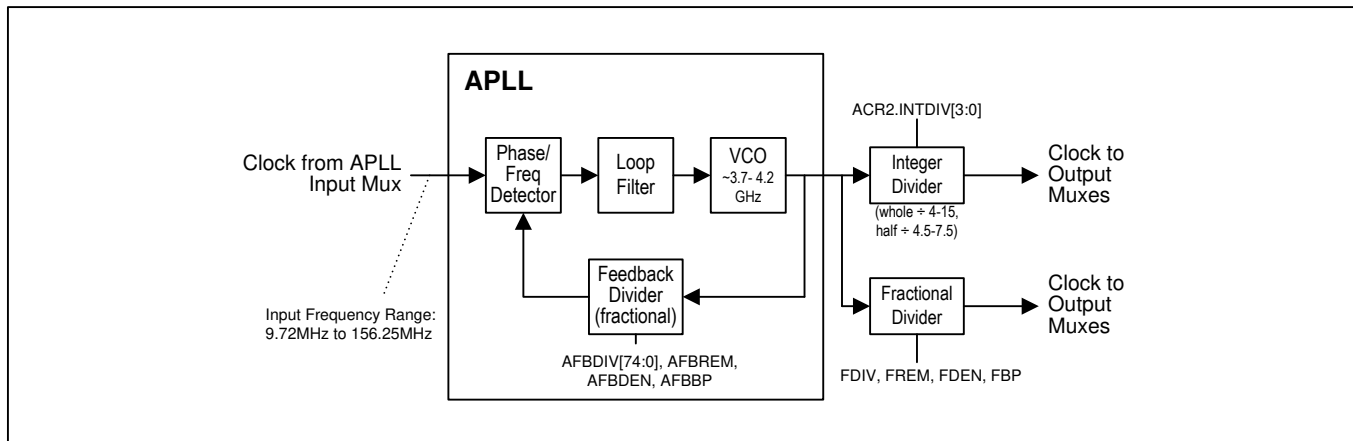 APLL
ACR2.INTDIV[3:0]
Clock from APLL
Input Mux
Phase/
Freq
Detector
Loop
Filter
VCO
~3.7- 4.2
GHz
Integer
Divider
(whole ÷ 4-15,
half ÷ 4.5-7.5)
Clock to
Output
Muxes
Feedback
Divider
(fractional)
Fractional
Divider
Clock to
Output
Muxes
Input Frequency Range:
9.72MHz to 156.25MHz
AFBDIV[74:0], AFBREM,
AFBDEN, AFBBP
FDIV, FREM, FDEN, FBP